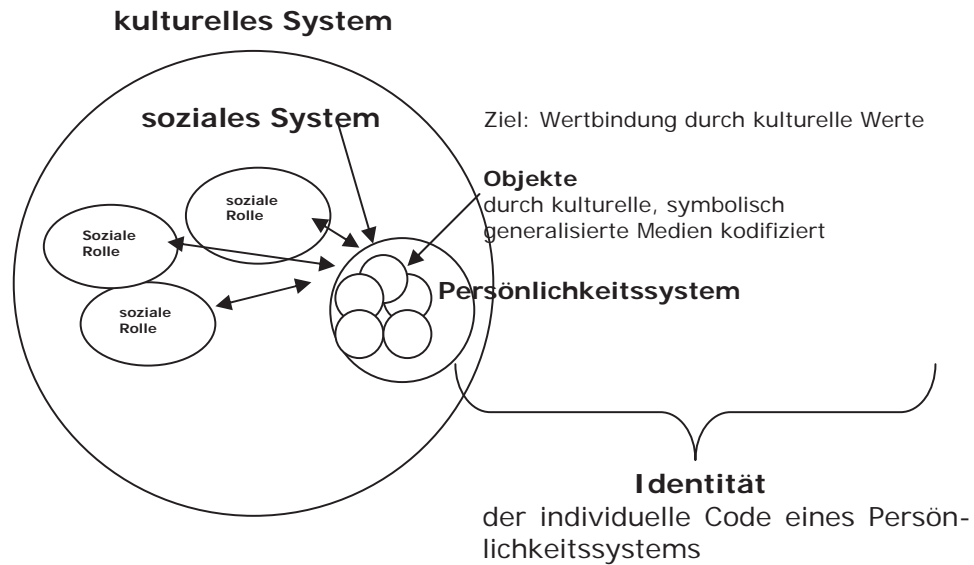 kulturelles System
soziales System
Ziel: Wertbindung durch kulturelle Werte
Objekte
durch kulturelle, symbolisch
generalisierte Medien kodifiziert
soziale
Rolle
Soziale
Rolle
soziale
Rolle
Persönlichkeitssystem
Identität
der individuelle Code eines Persön-
lichkeitssystems